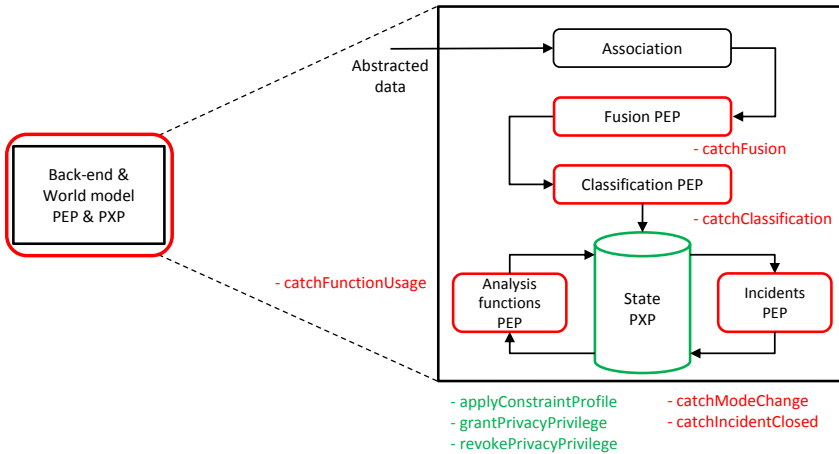 Association
Abstracted
data
Fusion PEP
- catchFusion
Back-end &
World model
PEP & PXP
Classification PEP
- catchClassification
- catchFunctionUsage
Analysis
functions
PEP
State
PXP
Incidents
PEP
- applyConstraintProfile
- grantPrivacyPrivilege
- revokePrivacyPrivilege
- catchModeChange
- catchIncidentClosed